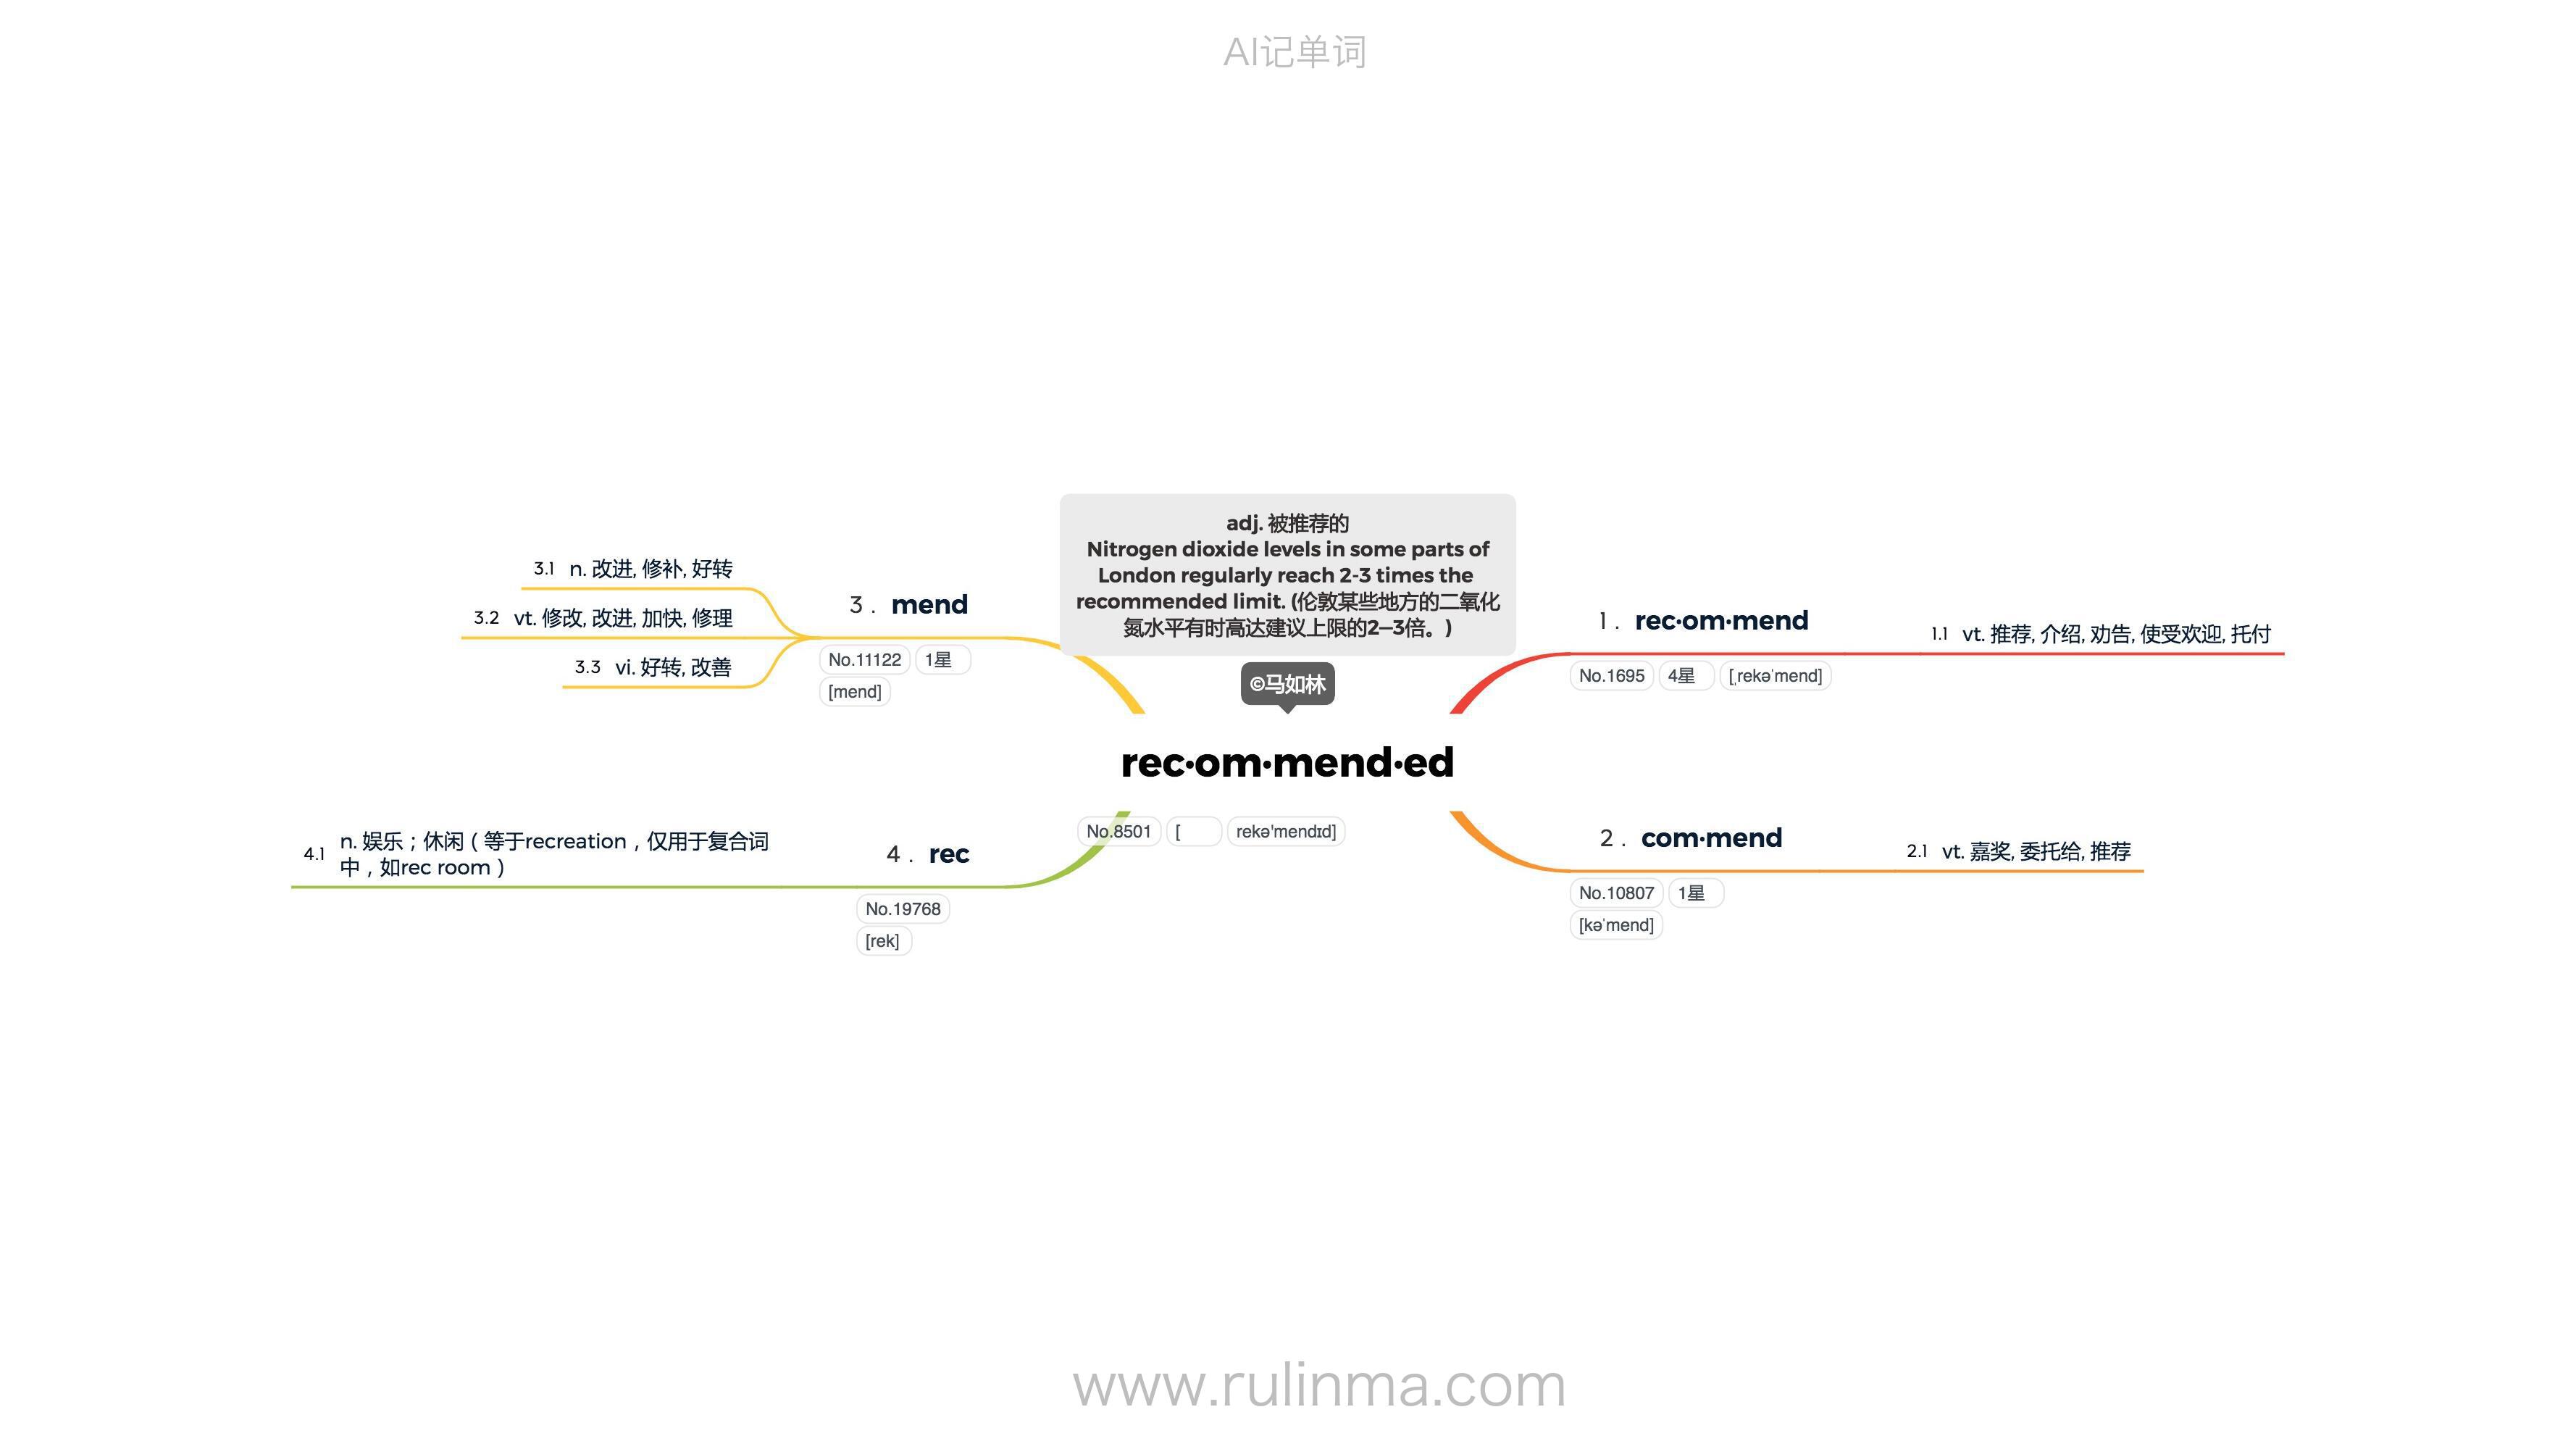 AI记单词
adj. 被推荐的
Nitrogen dioxide levels in some parts of
London regularly reach 2-3 times the
recommended limit. (伦敦某些地方的二氧化
氮水平有时高达建议上限的2—3倍。)
©马如林
rec·om·mend·ed
No.8501 [ rekə'mendɪd]
1. rec·om·mend
No.1695 4星 [ˌrekəˈmend]
1.1 vt. 推荐, 介绍, 劝告, 使受欢迎, 托付
2. com·mend
No.10807 1星
[kəˈmend]
2.1 vt. 嘉奖, 委托给, 推荐
3. mend
No.11122 1星
[mend]
3.1 n. 改进, 修补, 好转
3.2 vt. 修改, 改进, 加快, 修理
3.3 vi. 好转, 改善
4. rec
No.19768
[rek]
4.1 n. 娱乐；休闲（等于recreation，仅用于复合词
中，如rec room）
www.rulinma.com